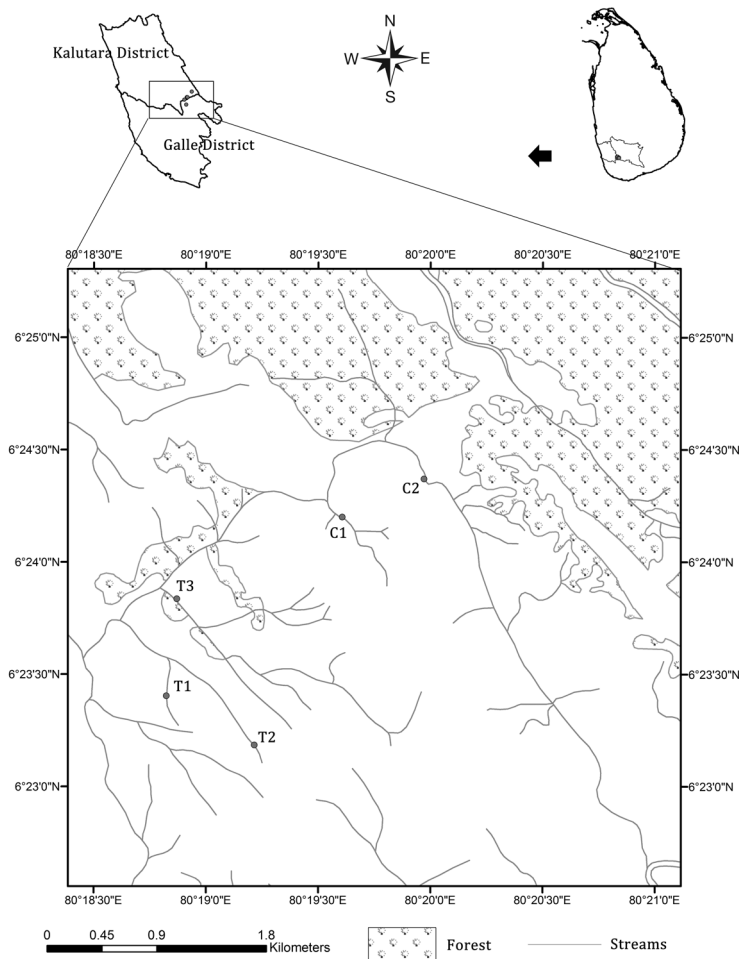 N
Kalutara District
W E
S
Galle District
80°18'30"E 80°19'0"E 80°19'30"E 80°20'0"E 80°20'30"E 80°21'0"E
6°25'0"N 6°25'0"N
6°24'30"N 6°24'30"N
C2
C1
6°24'0"N 6°24'0"N
T3
6°23'30"N 6°23'30"N
T1
T2
6°23'0"N 6°23'0"N
80°18'30"E 80°19'0"E 80°19'30"E 80°20'0"E 80°20'30"E 80°21'0"E
0 0.45 0.9 1.8
Kilometers Forest Streams